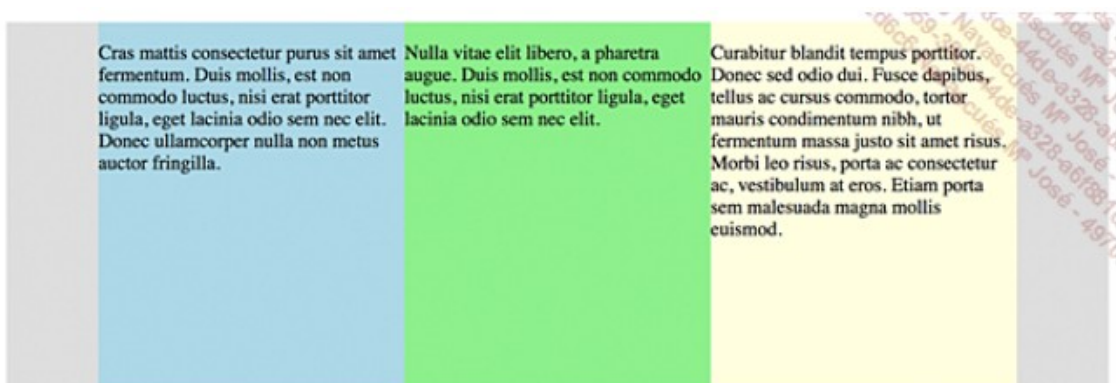 Cras mattis consectetur purus sit amet
fermentum. Duis mollis, est non
commodo luctus, nisi erat porttitor
ligula, eget lacinia odio sem nec elit.
Donec ullamcorper nulla non metus
auctor fringilla.
Nulla vitae elit libero, a pharetra
augue. Duis mollis, est non commodo
luctus, nisi erat porttitor ligula, eget
lacinia odio sem nec elit.
Curabitur blandit tempus porttitor.
Donec sed odio dui. Fusce dapibus,
tellus ac cursus commodo, tortor
mauris condimentum nibh, ut
fermentum massa justo sit amet risus.
Morbi leo risus, porta ac consectetur
ac, vestibulum at eros. Etiam porta
sem malesuada magna mollis
euismod.